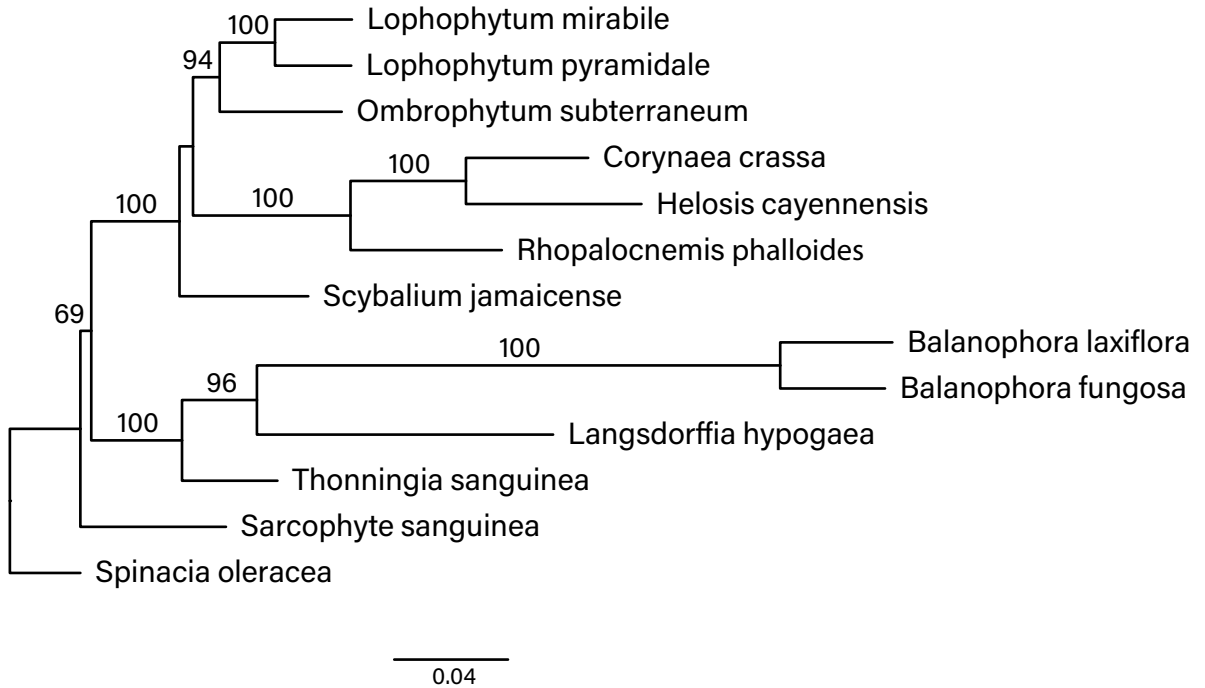 100 Lophophytum mirabile
94 Lophophytum pyramidale
Ombrophytum subterraneum
100 Corynaea crassa
100 100 Helosis cayennensis
Rhopalocnemis phalloides
Scybalium jamaicense
69
100 Balanophora laxiflora
96 Balanophora fungosa
100 Langsdorffia hypogaea
Thonningia sanguinea
Sarcophyte sanguinea
Spinacia oleracea
0.04